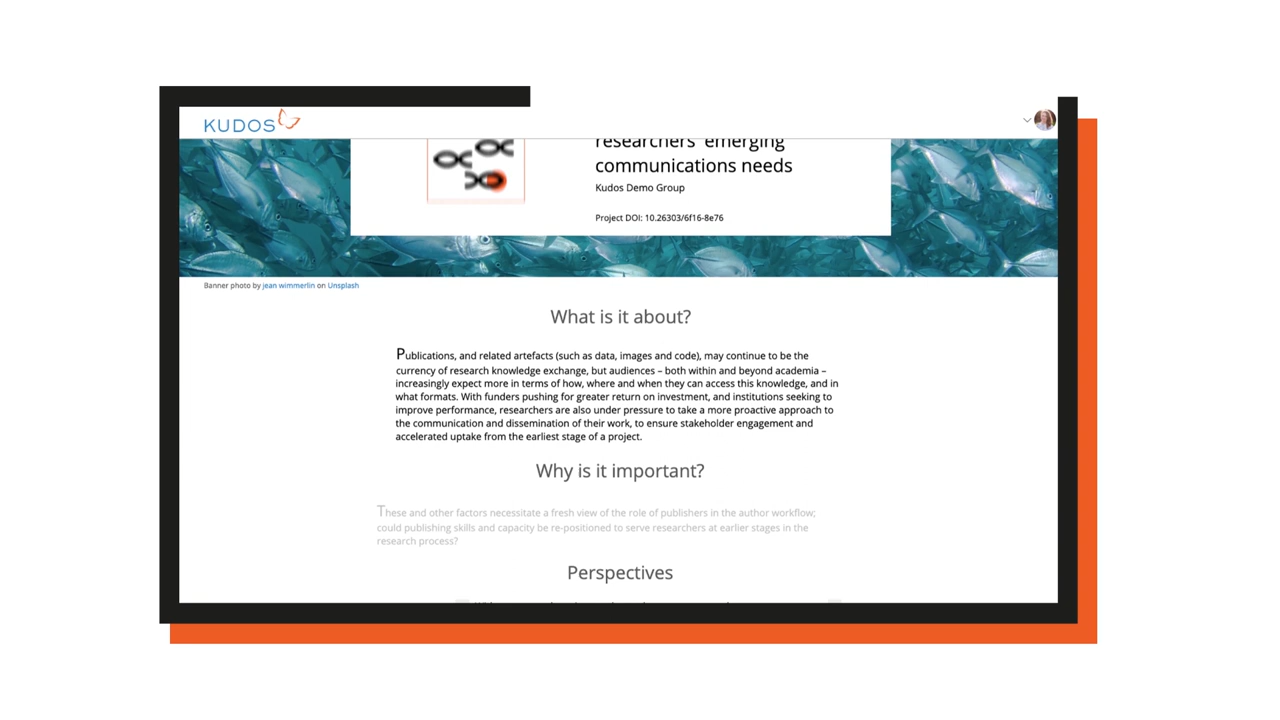 KUDOS
researchers' emerging
communications needs
Kudos Demo Group
Project DOI: 10.26303/6f16-8e76
Banner photo by jean wimmerlin on Unsplash
What is it about?
Publications, and related artefacts (such as data, images and code), may continue to be the
currency of research knowledge exchange, but audiences – both within and beyond academia –
increasingly expect more in terms of how, where and when they can access this knowledge, and in
what formats. With funders pushing for greater return on investment, and institutions seeking to
improve performance, researchers are also under pressure to take a more proactive approach to
the communication and dissemination of their work, to ensure stakeholder engagement and
accelerated uptake from the earliest stage of a project.
Why is it important?
These and other factors necessitate a fresh view of the role of publishers in the author workflow;
could publishing skills and capacity be re-positioned to serve researchers at earlier stages in the
research process?
Perspectives